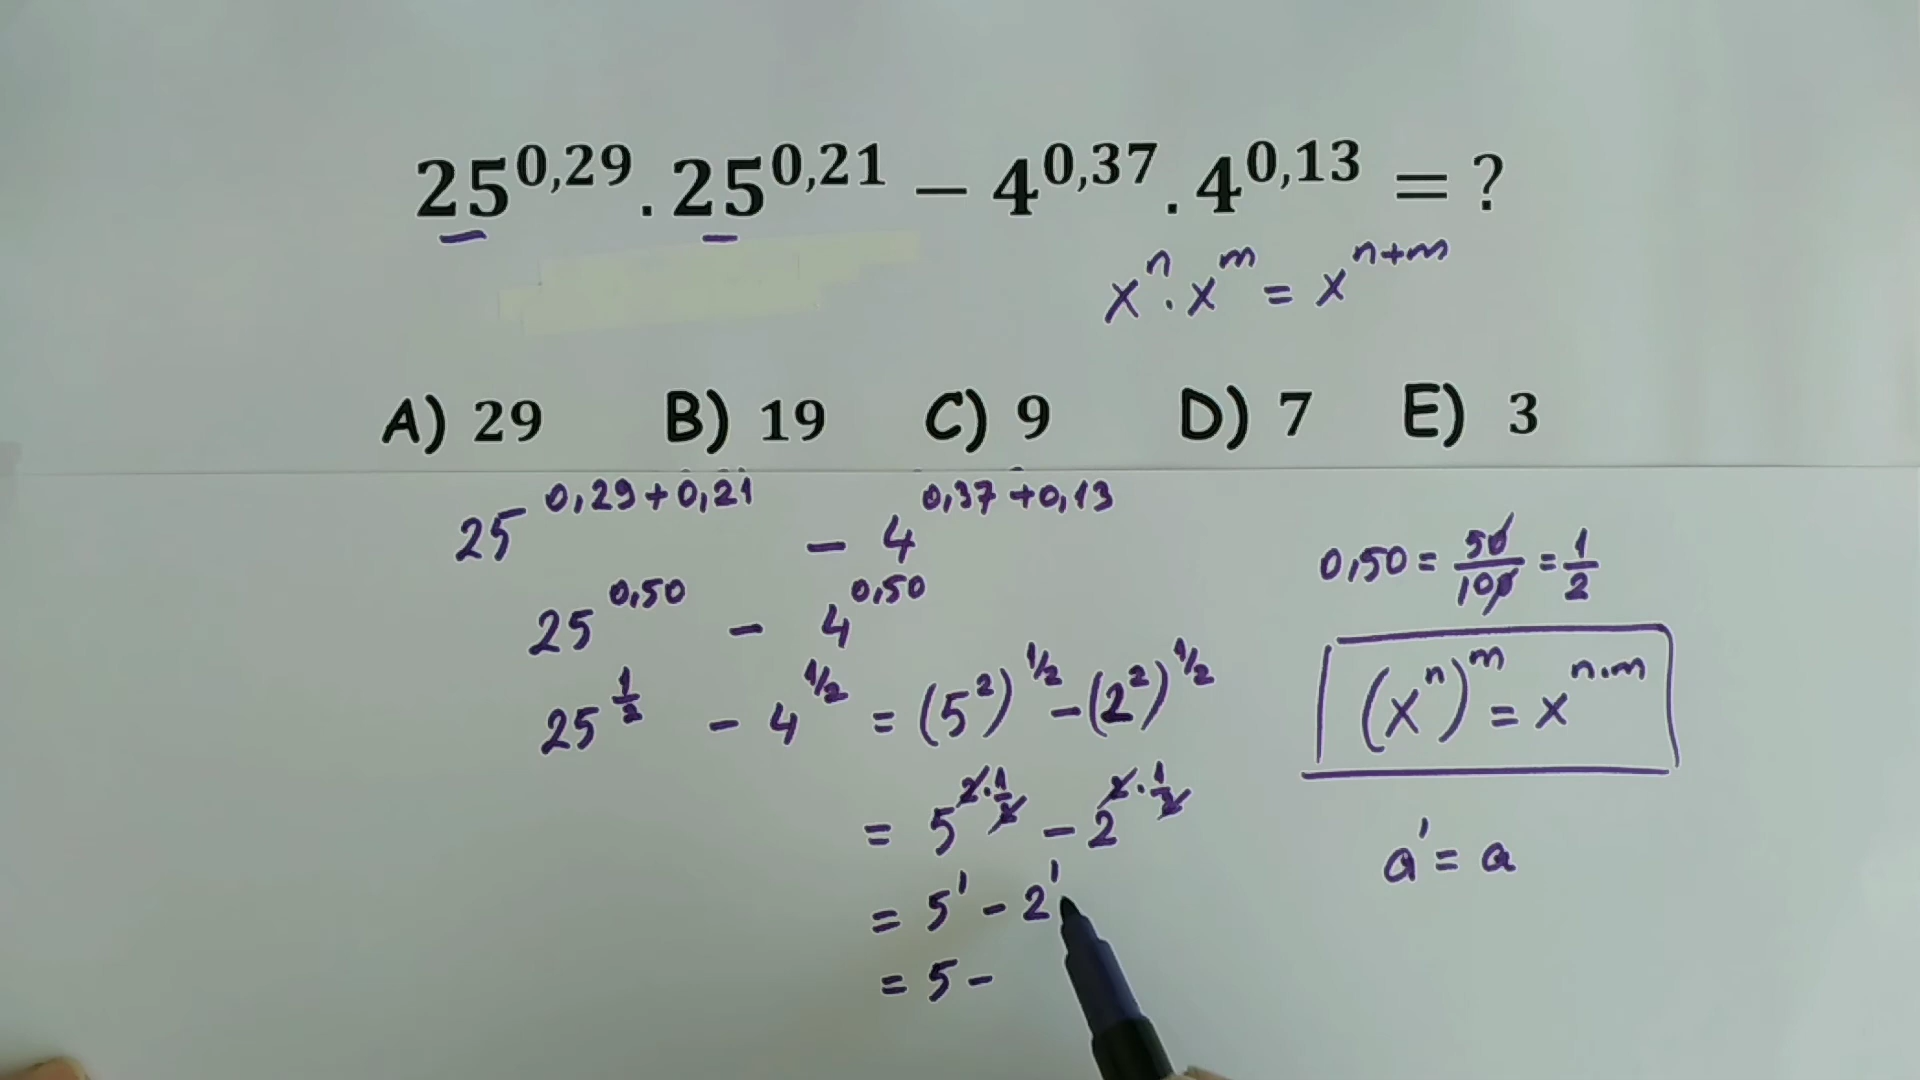 25^0,29 . 25^0,21 − 4^0,37 . 4^0,13 = ?
x^n . x^m = x^(n+m)
A) 29 B) 19 C) 9 D) 7 E) 3
25^(0,29+0,21) − 4^(0,37+0,13)
0,50 = 50/100 = 1/2
25^0,50 − 4^0,50
25^(1/2) − 4^(1/2) = (5^2)^(1/2) − (2^2)^(1/2)
(x^n)^m = x^(n.m)
= 5^(2.1/2) − 2^(2.1/2)
a^1 = a
= 5^1 − 2^1
= 5 −